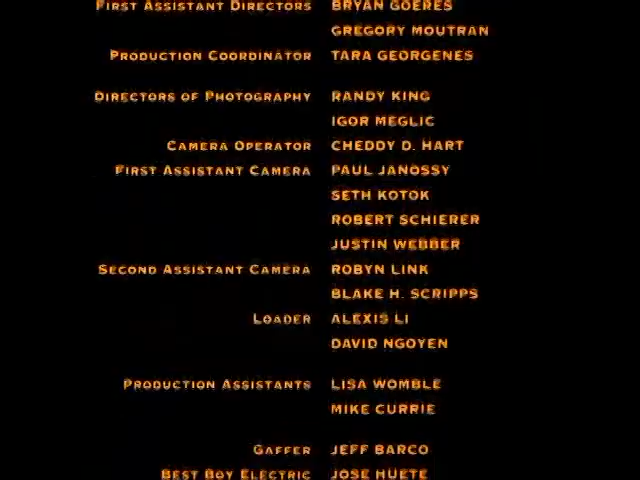 First Assistant Directors BRYAN GOERES
GREGORY MOUTRAN
Production Coordinator TARA GEORGENES
Directors of Photography RANDY KING
IGOR MEGLIC
Camera Operator CHEDDY D. HART
First Assistant Camera PAUL JANOSSY
SETH KOTOK
ROBERT SCHIERER
JUSTIN WEBBER
Second Assistant Camera ROBYN LINK
BLAKE H. SCRIPPS
Loader ALEXIS LI
DAVID NGOYEN
Production Assistants LISA WOMBLE
MIKE CURRIE
Gaffer JEFF BARCO
Best Boy Electric JOSE HUETE